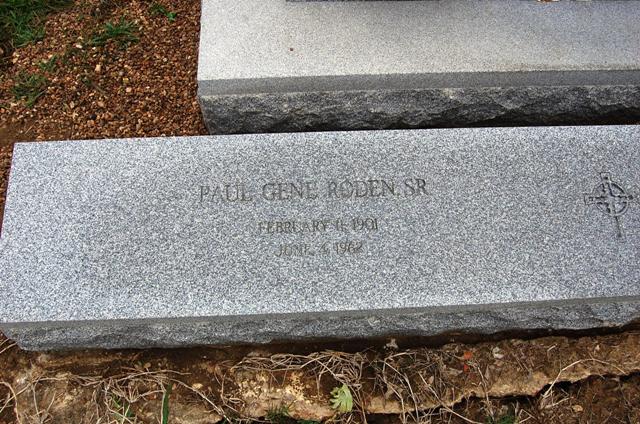 PAUL GENE RODEN, SR
FEBRUARY 11, 1901
JUNE 4, 1962